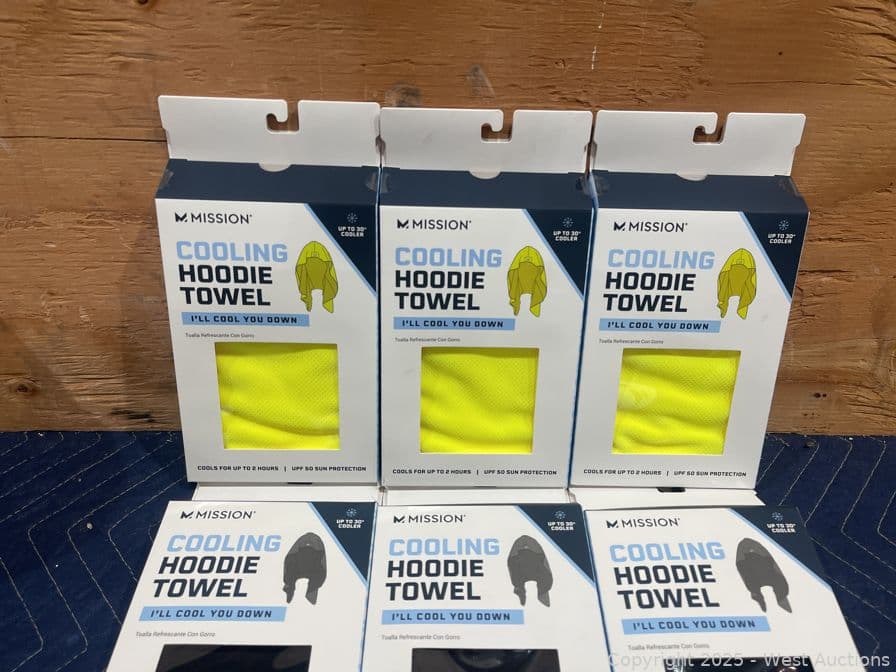 MISSION
UP TO 30°
COOLER
COOLING
HOODIE
TOWEL
I'LL COOL YOU DOWN
Toalla Refrescante Con Gorro
COOLS FOR UP TO 2 HOURS | UPF 50 SUN PROTECTION
MISSION
UP TO 30°
COOLER
COOLING
HOODIE
TOWEL
I'LL COOL YOU DOWN
Toalla Refrescante Con Gorro
COOLS FOR UP TO 2 HOURS | UPF 50 SUN PROTECTION
MISSION
UP TO 30°
COOLER
COOLING
HOODIE
TOWEL
I'LL COOL YOU DOWN
Toalla Refrescante Con Gorro
COOLS FOR UP TO 2 HOURS | UPF 50 SUN PROTECTION
MISSION
UP TO 30°
COOLER
COOLING
HOODIE
TOWEL
I'LL COOL YOU DOWN
Toalla Refrescante Con Gorro
MISSION
UP TO 30°
COOLER
COOLING
HOODIE
TOWEL
I'LL COOL YOU DOWN
Toalla Refrescante Con Gorro
MISSION
UP TO 30°
COOLER
COOLING
HOODIE
TOWEL
I'LL COOL YOU DOWN
Toalla Refrescante Con Gorro
Copyright 2025 - West Auctions